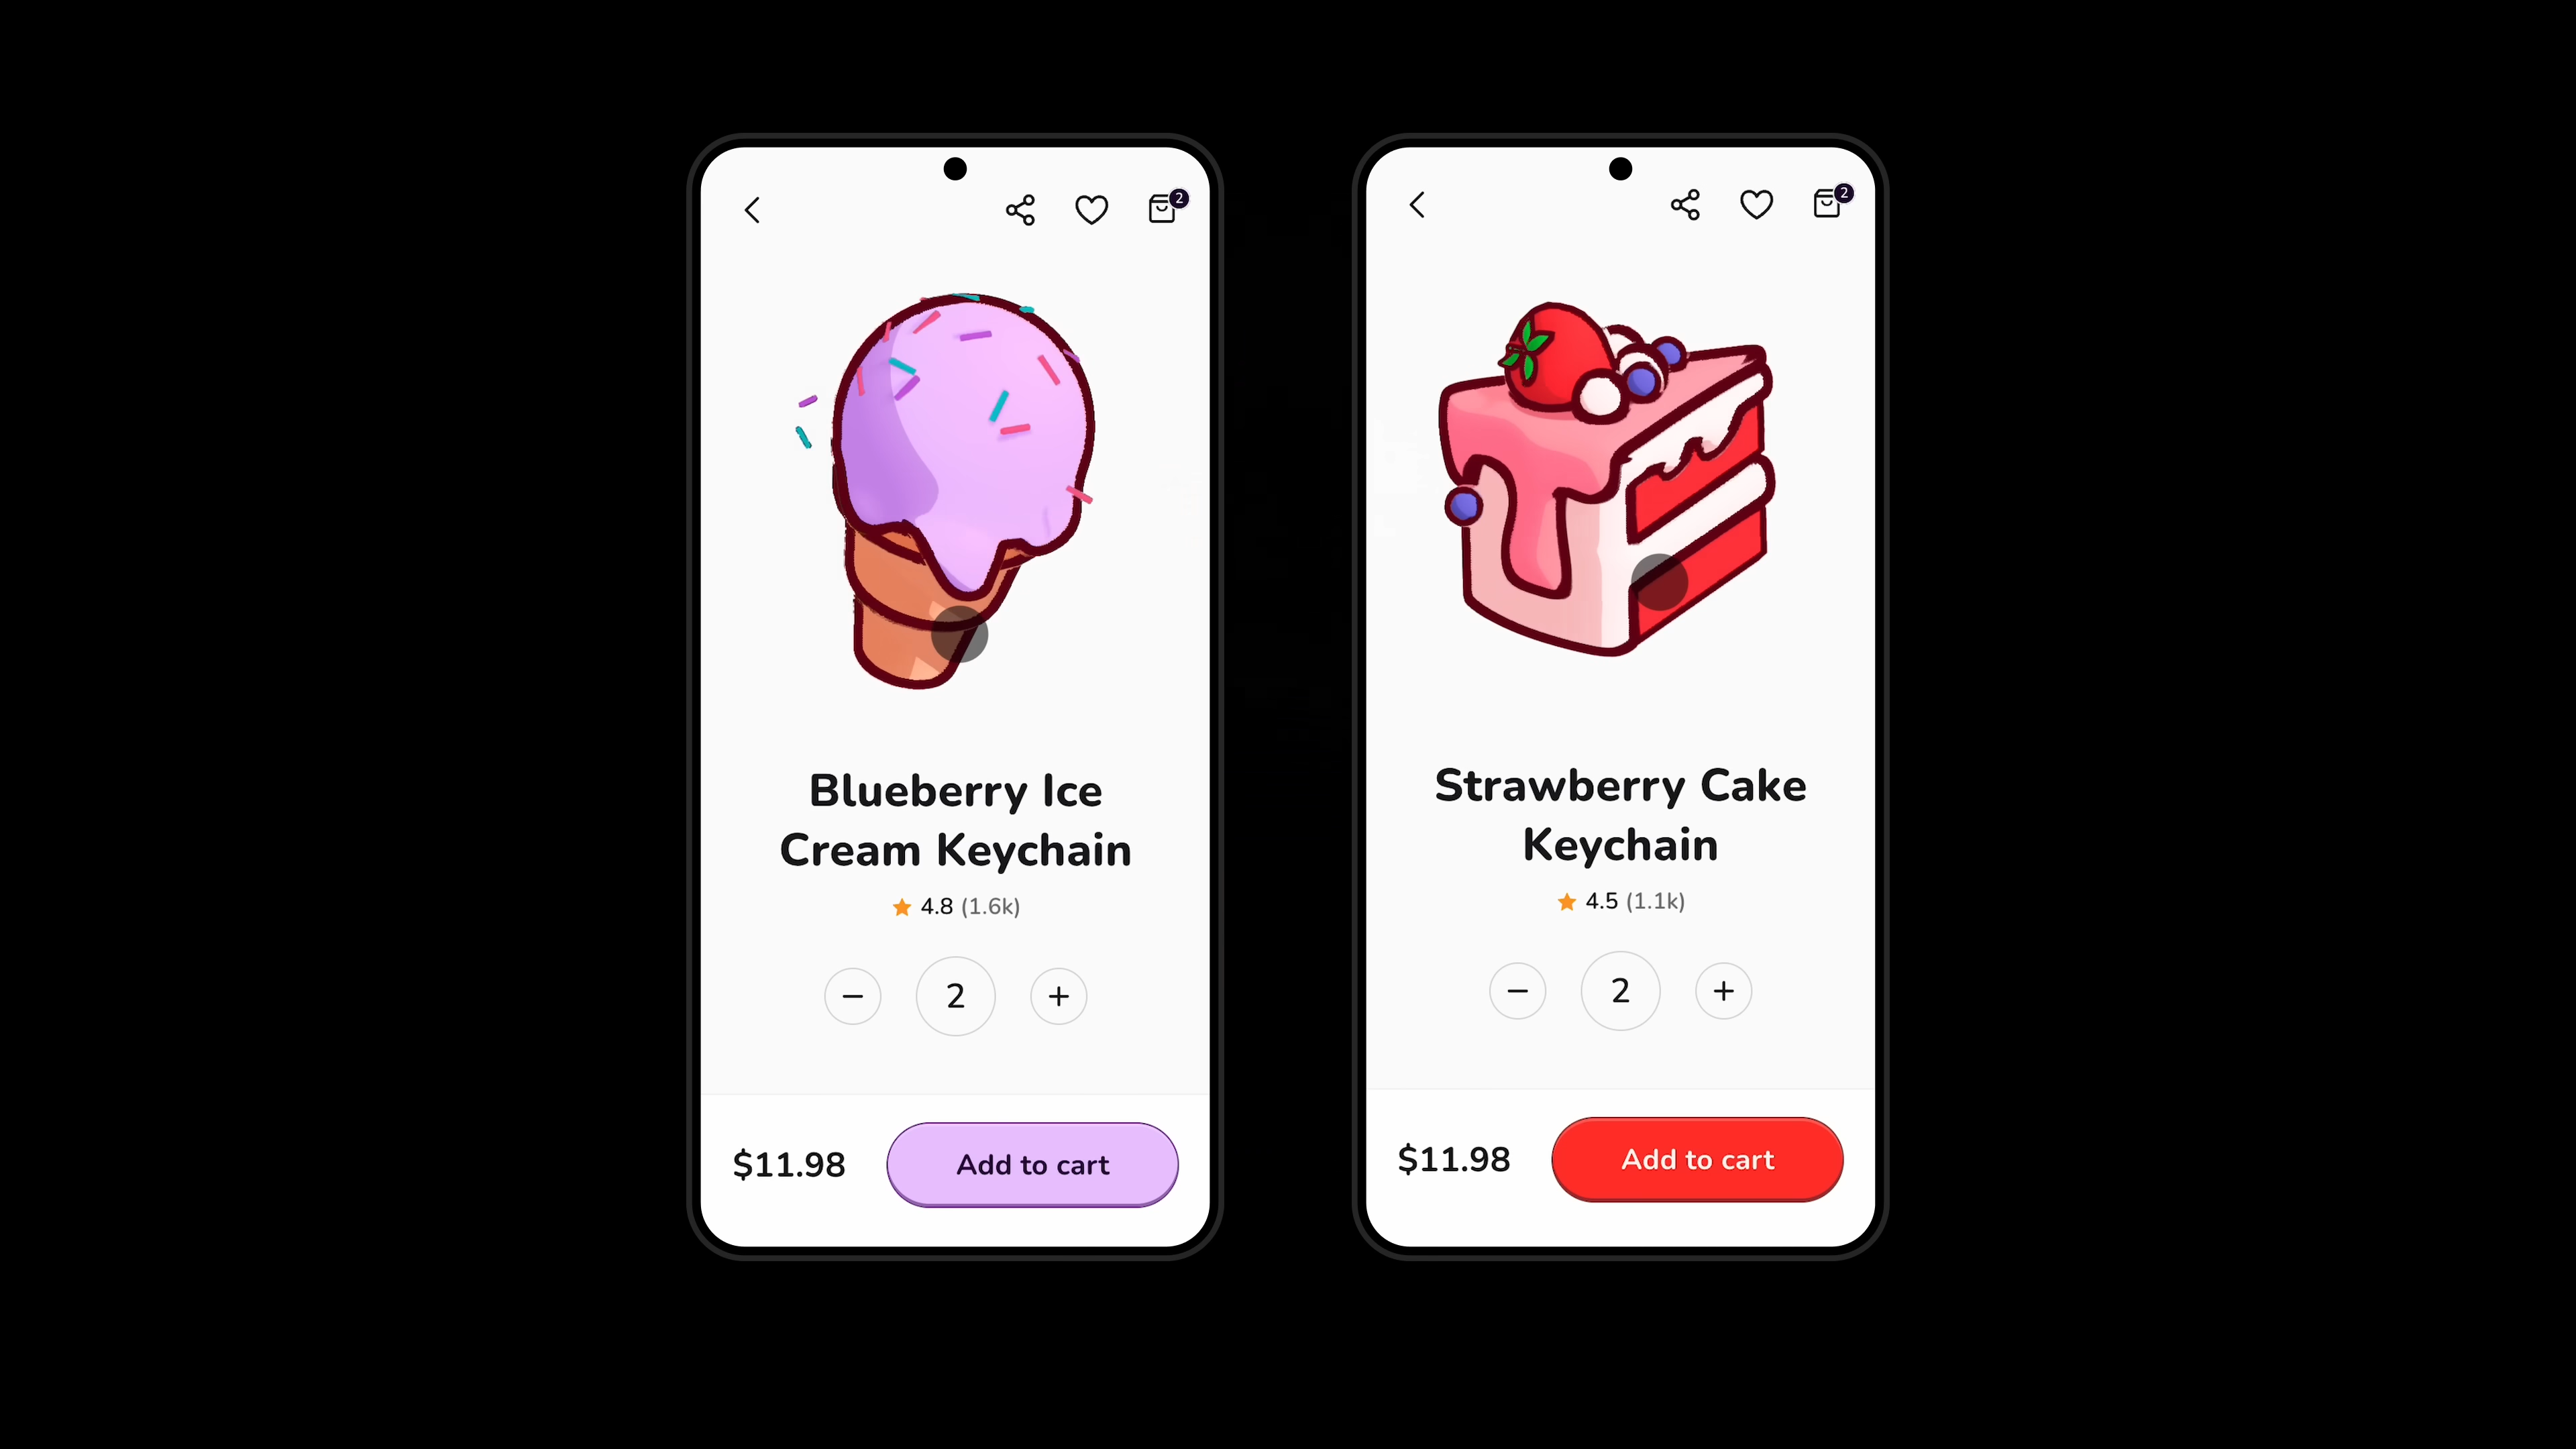 2
Blueberry Ice
Cream Keychain
4.8 (1.6k)
2
$11.98
Add to cart
2
Strawberry Cake
Keychain
4.5 (1.1k)
2
$11.98
Add to cart